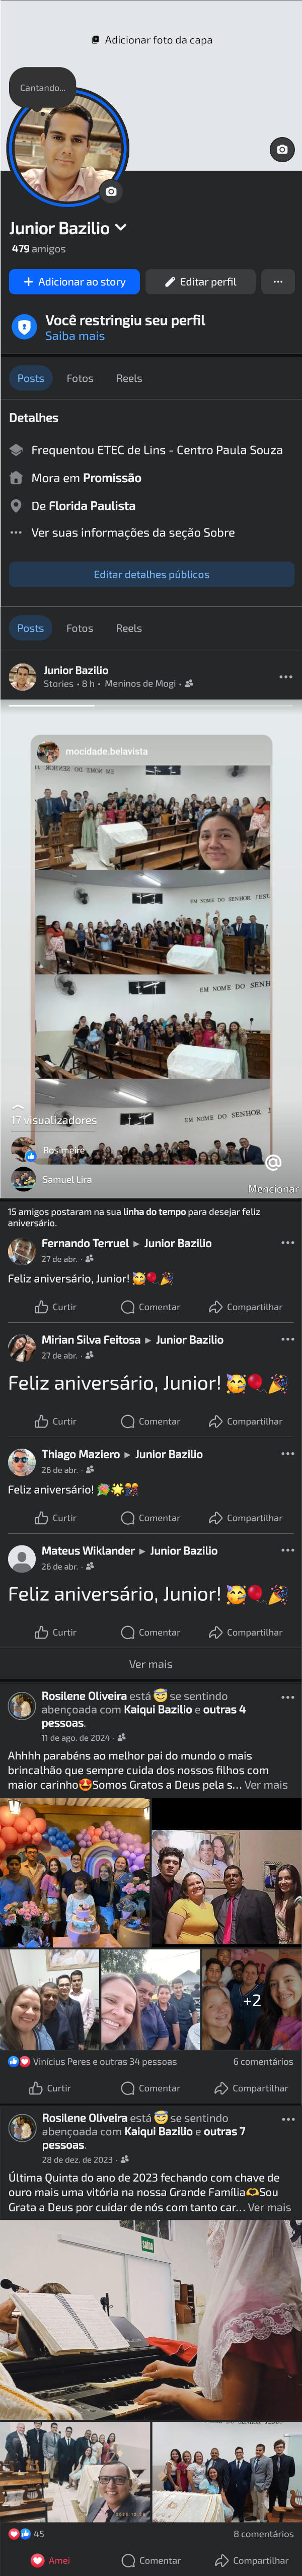 Adicionar foto da capa
Cantando...
Junior Bazilio
479 amigos
+ Adicionar ao story
Editar perfil
Você restringiu seu perfil
Saiba mais
Posts Fotos Reels
Detalhes
Frequentou ETEC de Lins - Centro Paula Souza
Mora em Promissão
De Florida Paulista
Ver suas informações da seção Sobre
Editar detalhes públicos
Posts Fotos Reels
Junior Bazilio
Stories • 8 h • Meninos de Mogi •
mocidade.belavista
EM NOME DO SENHOR JESU
EM NOME DO SENH
EM NOME DO SENHOR J
17 visualizadores
Rosimeire
Samuel Lira
Mencionar
15 amigos postaram na sua linha do tempo para desejar feliz
aniversário.
Fernando Terruel ▸ Junior Bazilio
27 de abr. ·
Feliz aniversário, Junior! 🥳🎈🎉
Curtir Comentar Compartilhar
Mirian Silva Feitosa ▸ Junior Bazilio
27 de abr. ·
Feliz aniversário, Junior! 🥳🎈🎉
Curtir Comentar Compartilhar
Thiago Maziero ▸ Junior Bazilio
26 de abr. ·
Feliz aniversário! 💐🌟🎊
Curtir Comentar Compartilhar
Mateus Wiklander ▸ Junior Bazilio
26 de abr. ·
Feliz aniversário, Junior! 🥳🎈🎉
Curtir Comentar Compartilhar
Ver mais
Rosilene Oliveira está 😇 se sentindo
abençoada com Kaiqui Bazilio e outras 4
pessoas.
11 de ago. de 2024 ·
Ahhhh parabéns ao melhor pai do mundo o mais
brincalhão que sempre cuida dos nossos filhos com
maior carinho🤩Somos Gratos a Deus pela s... Ver mais
+2
Vinícius Peres e outras 34 pessoas
6 comentários
Curtir Comentar Compartilhar
Rosilene Oliveira está 😇 se sentindo
abençoada com Kaiqui Bazilio e outras 7
pessoas.
28 de dez. de 2023 ·
Última Quinta do ano de 2023 fechando com chave de
ouro mais uma vitória na nossa Grande Família🫶Sou
Grata a Deus por cuidar de nós com tanto car... Ver mais
SAÍDA
45
8 comentários
Amei Comentar Compartilhar